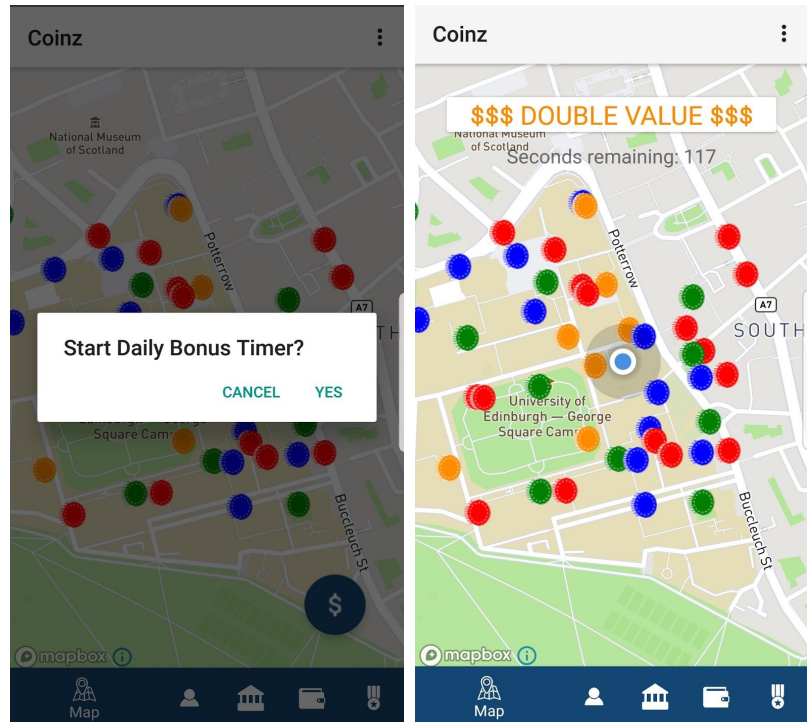 Coinz
National Museum
of Scotland
Potterrow
A7
Start Daily Bonus Timer?
CANCEL YES
TH
Square Camp
Buccleuch St
$
mapbox
Map
Coinz
$$$ DOUBLE VALUE $$$
National Museum
of Scotland
Seconds remaining: 117
Potterrow
A7
SOUTH
University of
Edinburgh — George
Square Camp
Buccleuch St
mapbox
Map